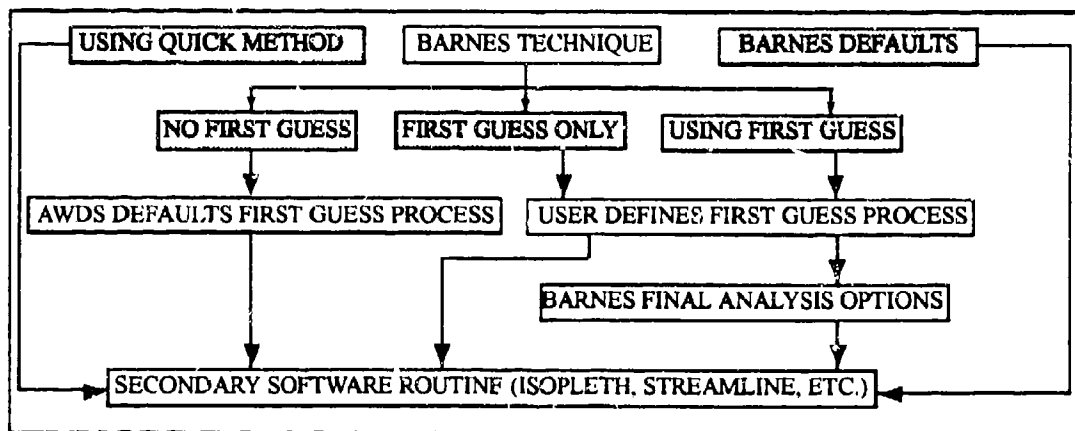 USING QUICK METHOD
BARNES TECHNIQUE
BARNES DEFAULTS
NO FIRST GUESS
FIRST GUESS ONLY
USING FIRST GUESS
AWDS DEFAULTS FIRST GUESS PROCESS
USER DEFINES FIRST GUESS PROCESS
BARNES FINAL ANALYSIS OPTIONS
SECONDARY SOFTWARE ROUTINE (ISOPLETH, STREAMLINE, ETC.)